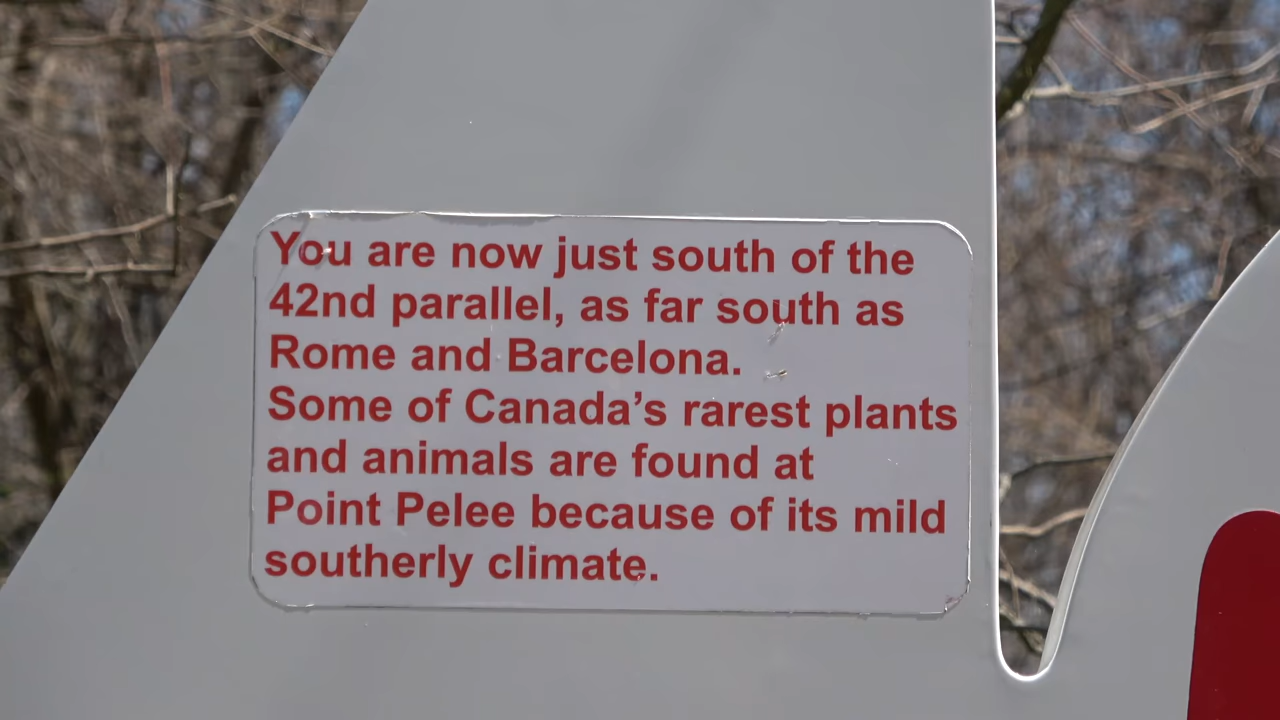 You are now just south of the
42nd parallel, as far south as
Rome and Barcelona.
Some of Canada's rarest plants
and animals are found at
Point Pelee because of its mild
southerly climate.